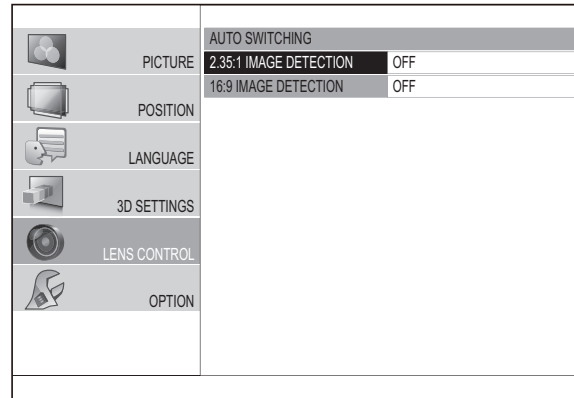 PICTURE
POSITION
LANGUAGE
3D SETTINGS
LENS CONTROL
OPTION
AUTO SWITCHING
2.35:1 IMAGE DETECTION OFF
16:9 IMAGE DETECTION OFF